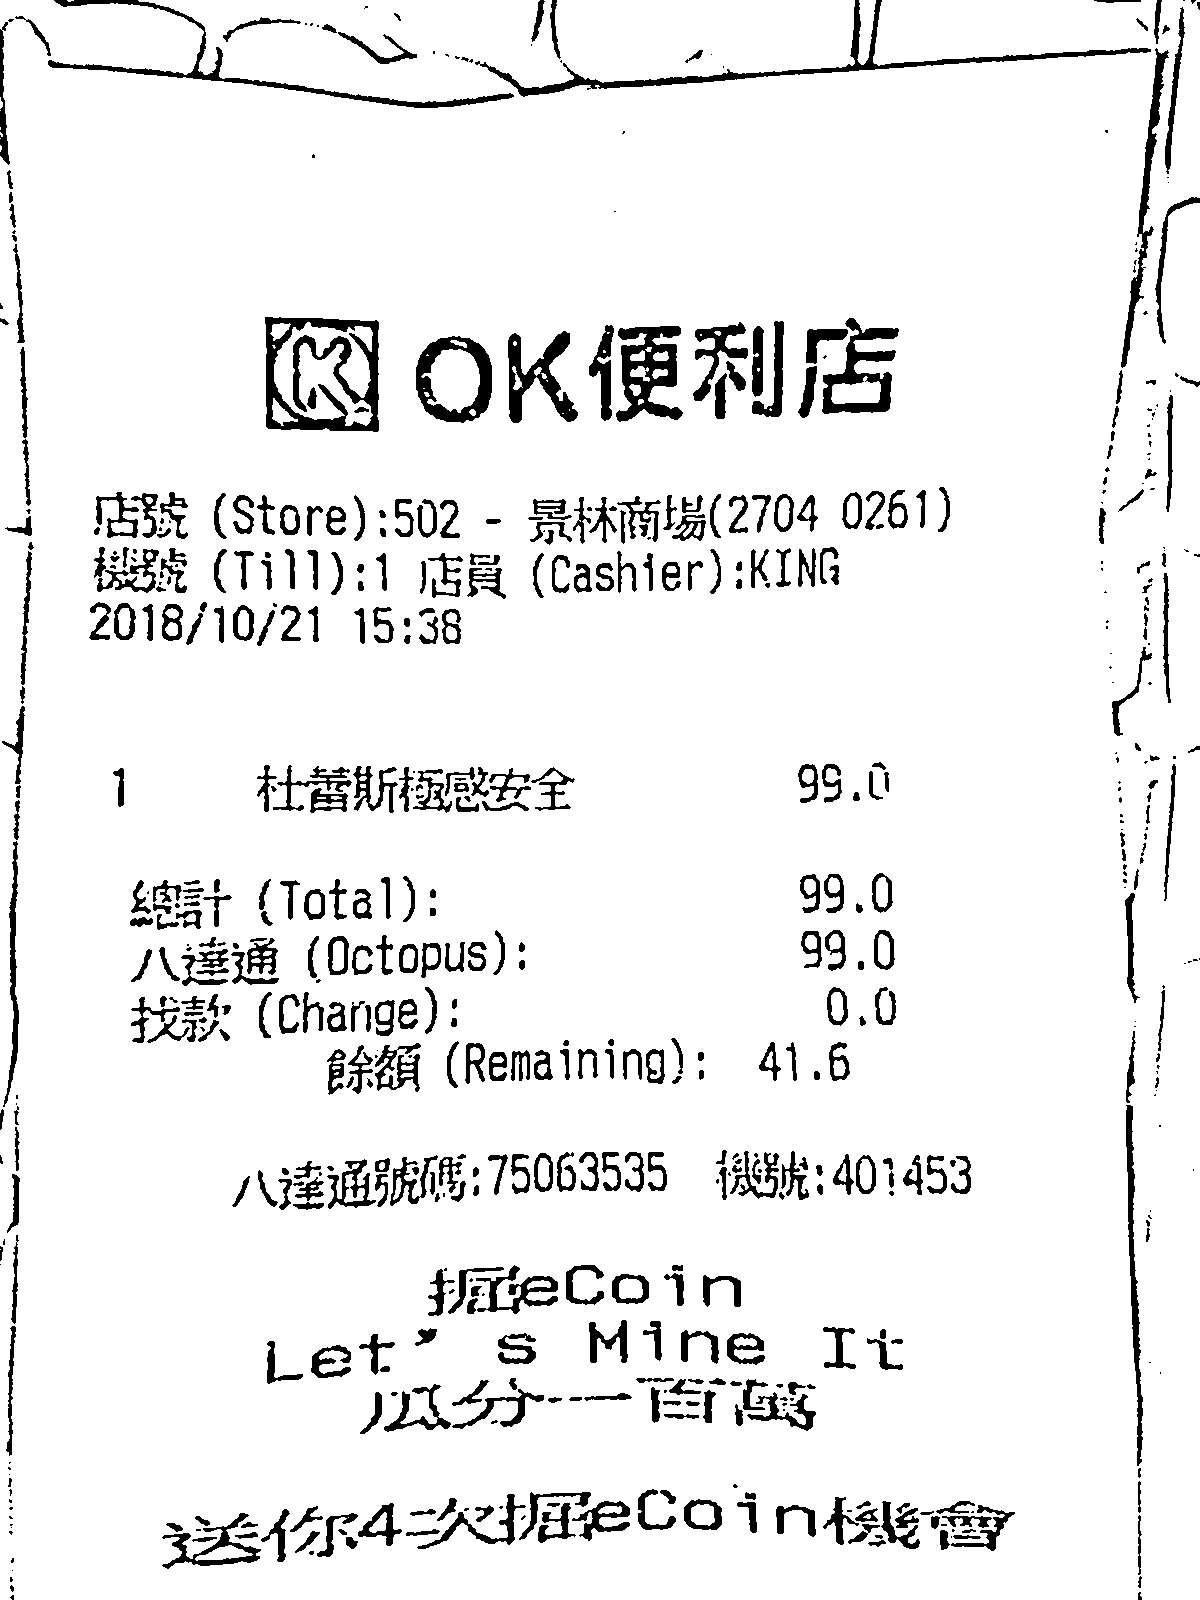 K OK便利店
店號 (Store):502 - 景林商場(2704 0261)
機號 (Till):1 店員 (Cashier):KING
2018/10/21 15:38
1 杜蕾斯極感安全 99.0
總計 (Total): 99.0
八達通 (Octopus): 99.0
找款 (Change): 0.0
餘額 (Remaining): 41.6
八達通號碼:75063535 機號:401453
掘eCoin
Let's Mine It
瓜分一百萬
送你4次掘eCoin機會